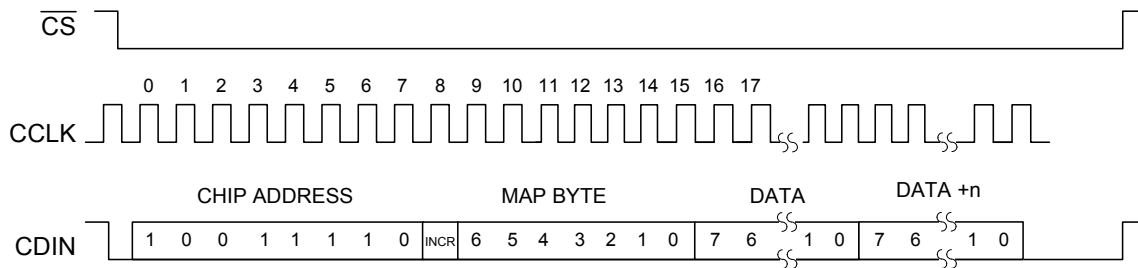 CS
0 1 2 3 4 5 6 7 8 9 10 11 12 13 14 15 16 17
CCLK
CHIP ADDRESS MAP BYTE DATA DATA +n
CDIN 1 0 0 1 1 1 1 0 INCR 6 5 4 3 2 1 0 7 6 1 0 7 6 1 0